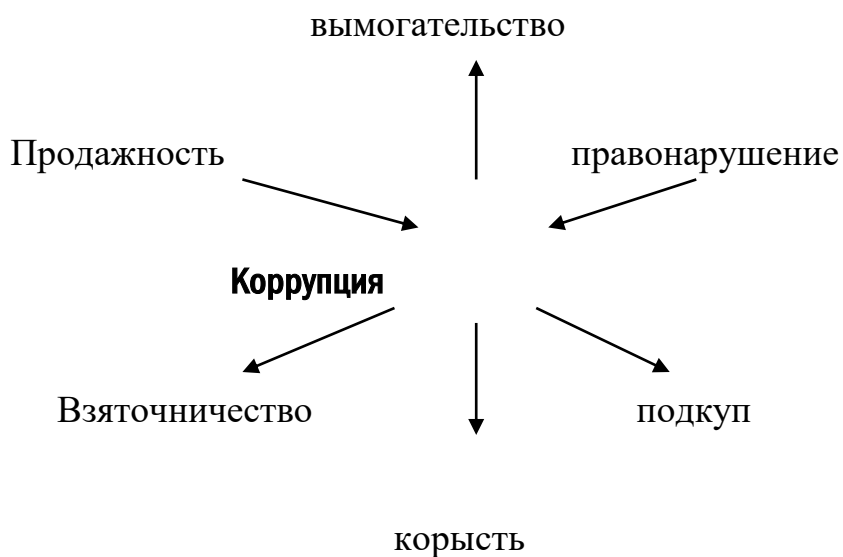 вымогательство
Продажность
правонарушение
Коррупция
Взяточничество
подкуп
корысть